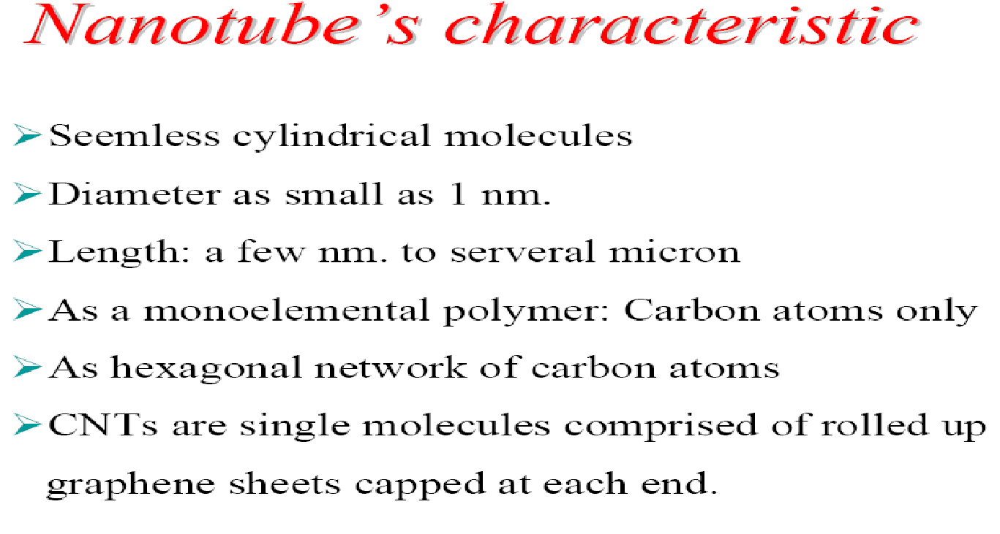 Nanotube’s characteristic
➢Seemless cylindrical molecules
➢Diameter as small as 1 nm.
➢Length: a few nm. to serveral micron
➢As a monoelemental polymer: Carbon atoms only
➢As hexagonal network of carbon atoms
➢CNTs are single molecules comprised of rolled up
graphene sheets capped at each end.